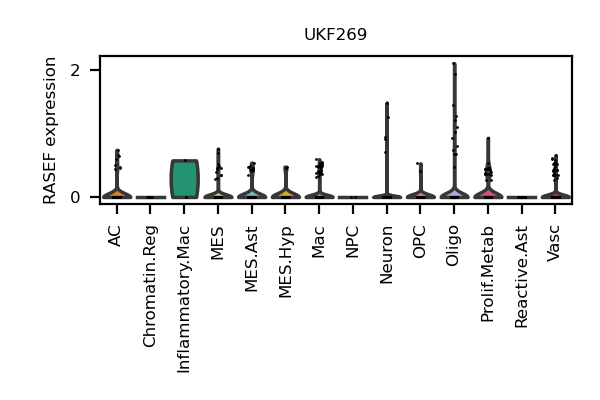 UKF269
RASEF expression
2
0
AC
Chromatin.Reg
Inflammatory.Mac
MES
MES.Ast
MES.Hyp
Mac
NPC
Neuron
OPC
Oligo
Prolif.Metab
Reactive.Ast
Vasc